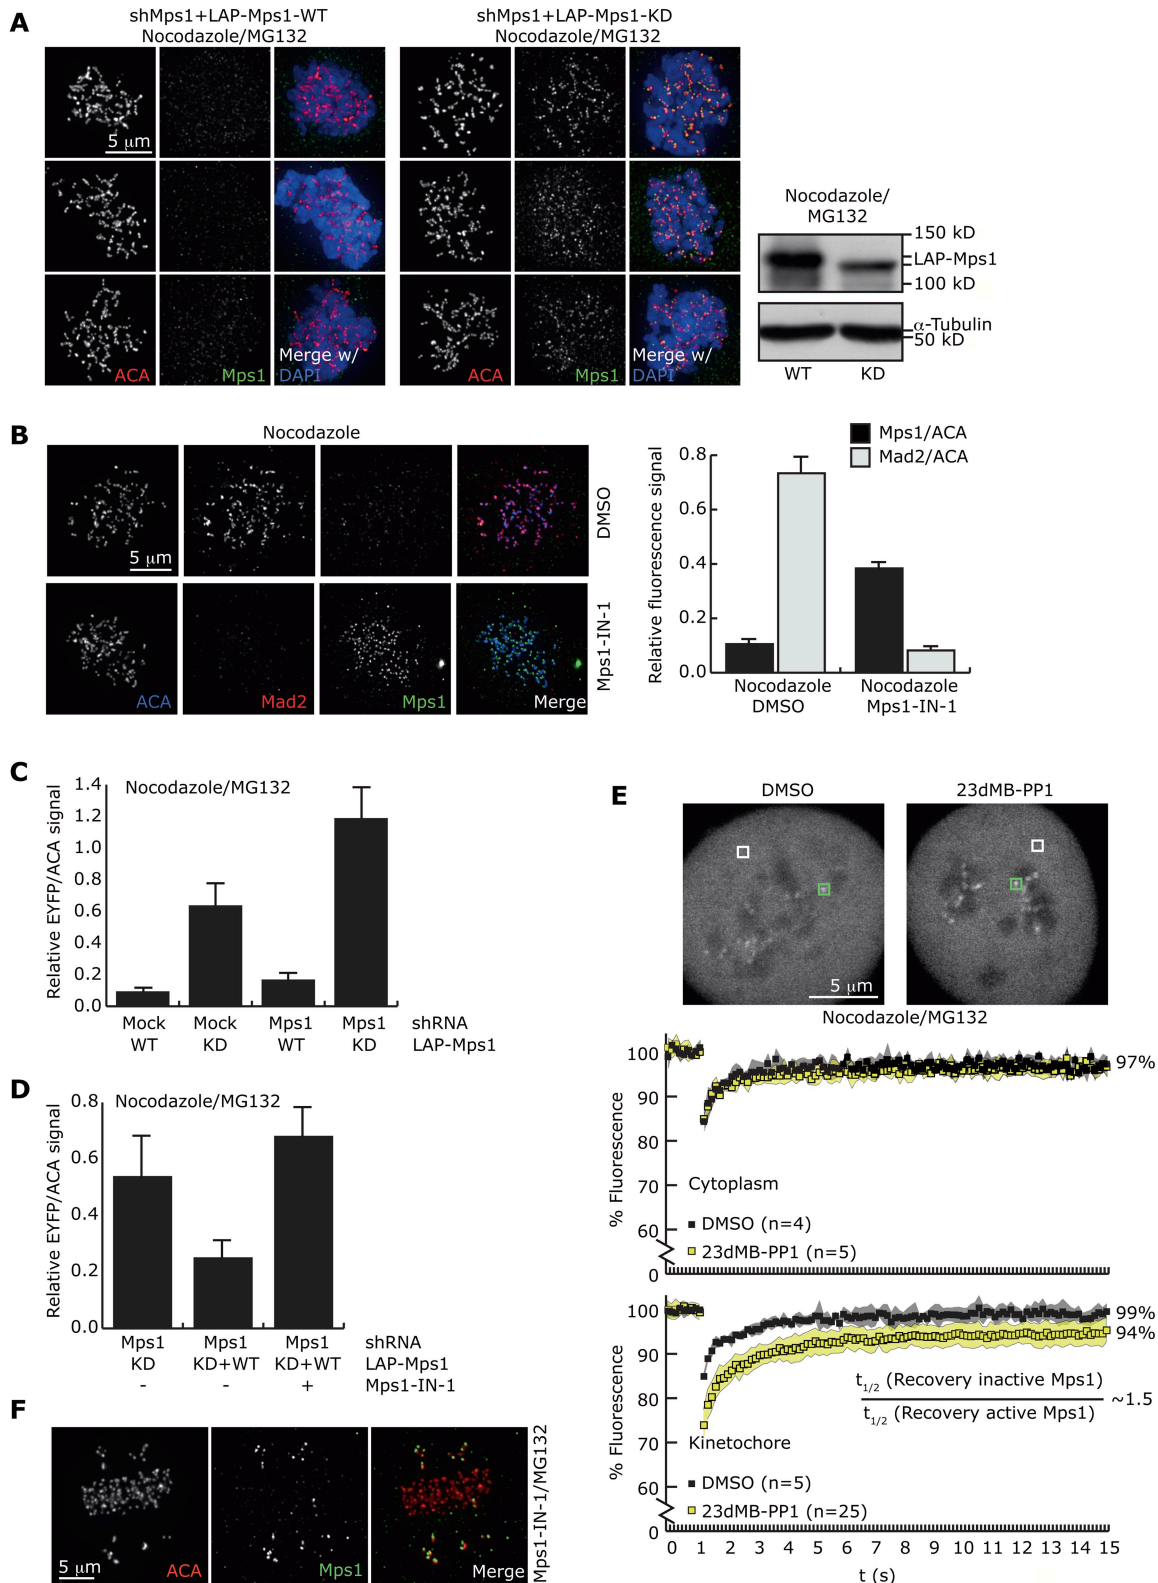 A
shMps1+LAP-Mps1-WT
Nocodazole/MG132
shMps1+LAP-Mps1-KD
Nocodazole/MG132
5 μm
ACA
Mps1
Merge w/
DAPI
ACA
Mps1
Merge w/
DAPI
Nocodazole/
MG132
150 kD
LAP-Mps1
100 kD
α-Tubulin
50 kD
WT
KD
B
Nocodazole
5 μm
DMSO
ACA
Mad2
Mps1
Merge
Mps1-IN-1
Mps1/ACA
Mad2/ACA
Relative fluorescence signal
0.8
0.4
0.2
0.0
Nocodazole
DMSO
Nocodazole
Mps1-IN-1
C
Nocodazole/MG132
Relative EYFP/ACA signal
1.4
1.2
1.0
0.8
0.6
0.4
0.2
0.0
Mock Mock Mps1 Mps1 shRNA
WT KD WT KD LAP-Mps1
D
Nocodazole/MG132
Relative EYFP/ACA signal
0.8
0.6
0.4
0.2
0.0
Mps1 Mps1 Mps1 shRNA
KD KD+WT KD+WT LAP-Mps1
- - + Mps1-IN-1
E
DMSO
23dMB-PP1
5 μm
Nocodazole/MG132
% Fluorescence
100
90
80
70
60
0
97%
Cytoplasm
DMSO (n=4)
23dMB-PP1 (n=5)
% Fluorescence
100
90
80
70
60
0
99%
94%
t1/2 (Recovery inactive Mps1)
t1/2 (Recovery active Mps1)
~1.5
Kinetochore
DMSO (n=5)
23dMB-PP1 (n=25)
0 1 2 3 4 5 6 7 8 9 10 11 12 13 14 15
t (s)
F
5 μm
ACA
Mps1
Merge
Mps1-IN-1/MG132